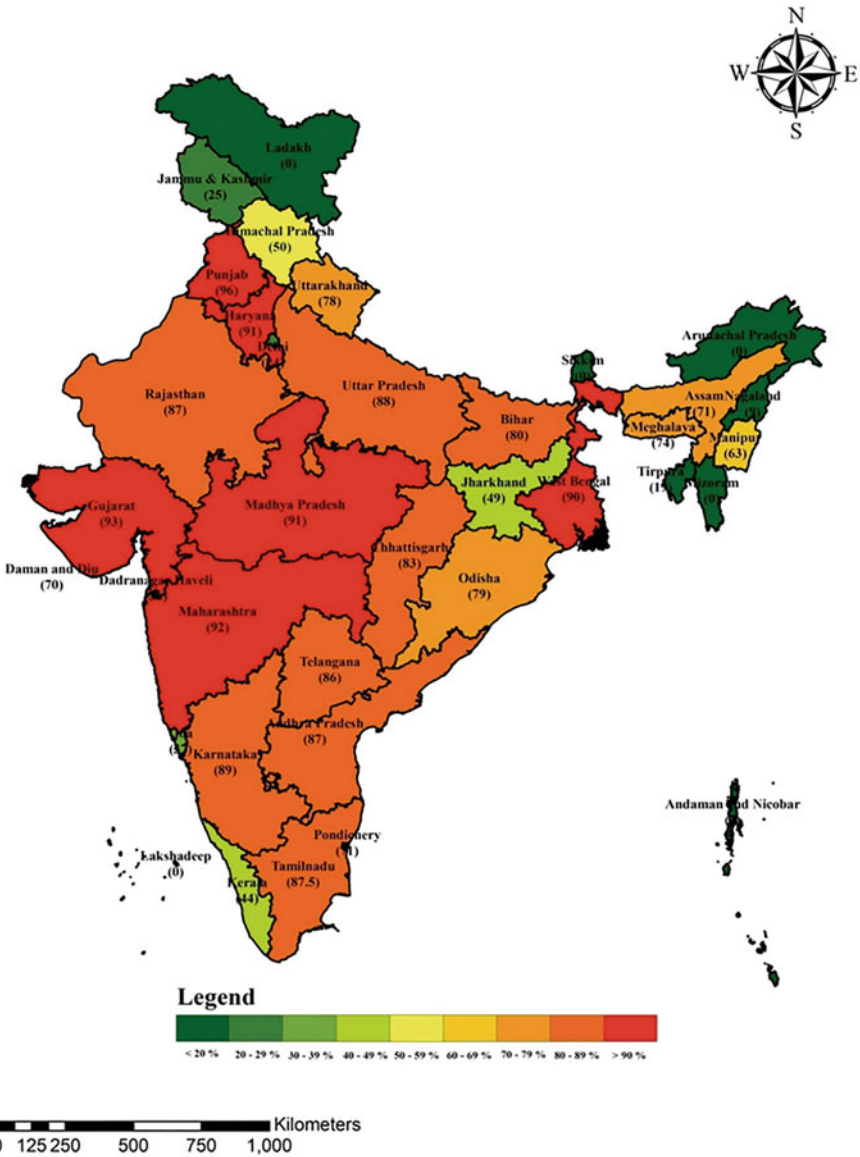 N
W E
S
Ladakh
(0)
Jammu & Kashmir
(25)
Himachal Pradesh
(50)
Punjab
(96)
Uttarakhand
(78)
Haryana
(91)
Delhi
Rajasthan
(87)
Uttar Pradesh
(88)
Sikkim
(0)
Arunachal Pradesh
(0)
Assam
(71)
Nagaland
(9)
Meghalaya
(74)
Manipur
(63)
Bihar
(80)
Tirpura
Mizoram
(0)
Jharkhand
(49)
West Bengal
(90)
Gujarat
(93)
Madhya Pradesh
(91)
Chhattisgarh
(83)
Daman and Diu
(70)
Dadranagar Haveli
Odisha
(79)
Maharashtra
(92)
Telangana
(86)
Goa
Andhra Pradesh
(87)
Karnataka
(89)
Andaman and Nicobar
Pondicherry
Lakshadeep
(0)
Tamilnadu
(87.5)
Kerala
(44)
Legend
< 20 % 20 - 29 % 30 - 39 % 40 - 49 % 50 - 59 % 60 - 69 % 70 - 79 % 80 - 89 % > 90 %
Kilometers
0 125 250 500 750 1,000